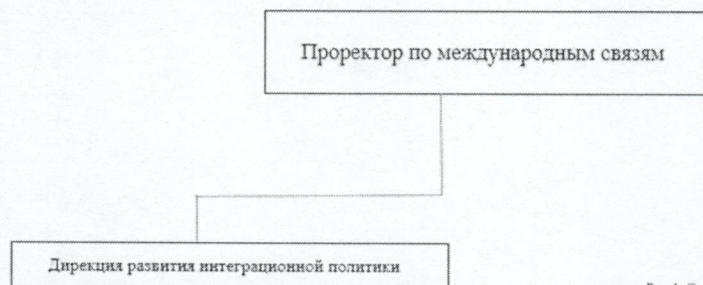 Проректор по международным связям
Дирекция развития интеграционной политики